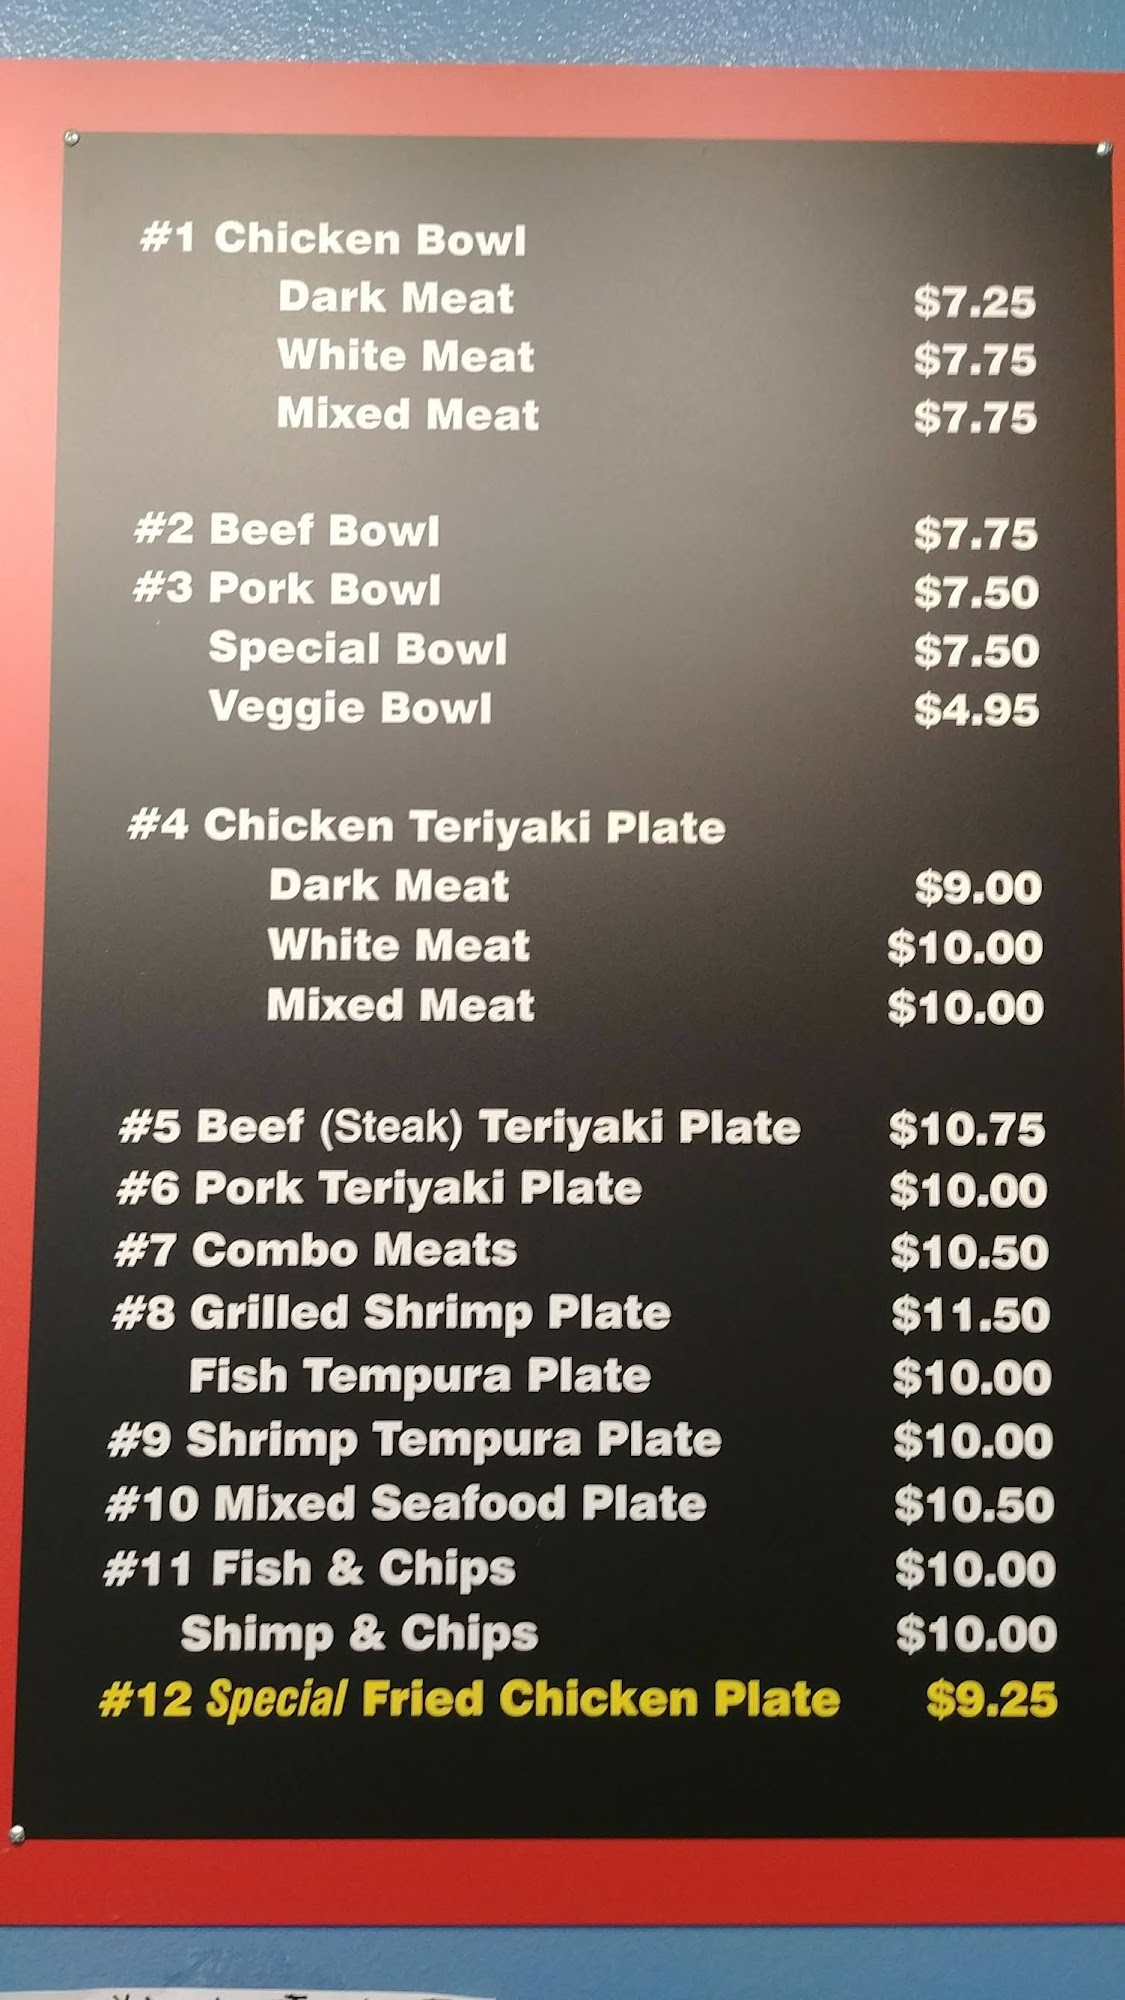 #1 Chicken Bowl
Dark Meat $7.25
White Meat $7.75
Mixed Meat $7.75
#2 Beef Bowl $7.75
#3 Pork Bowl $7.50
Special Bowl $7.50
Veggie Bowl $4.95
#4 Chicken Teriyaki Plate
Dark Meat $9.00
White Meat $10.00
Mixed Meat $10.00
#5 Beef (Steak) Teriyaki Plate $10.75
#6 Pork Teriyaki Plate $10.00
#7 Combo Meats $10.50
#8 Grilled Shrimp Plate $11.50
Fish Tempura Plate $10.00
#9 Shrimp Tempura Plate $10.00
#10 Mixed Seafood Plate $10.50
#11 Fish & Chips $10.00
Shimp & Chips $10.00
#12 Special Fried Chicken Plate $9.25